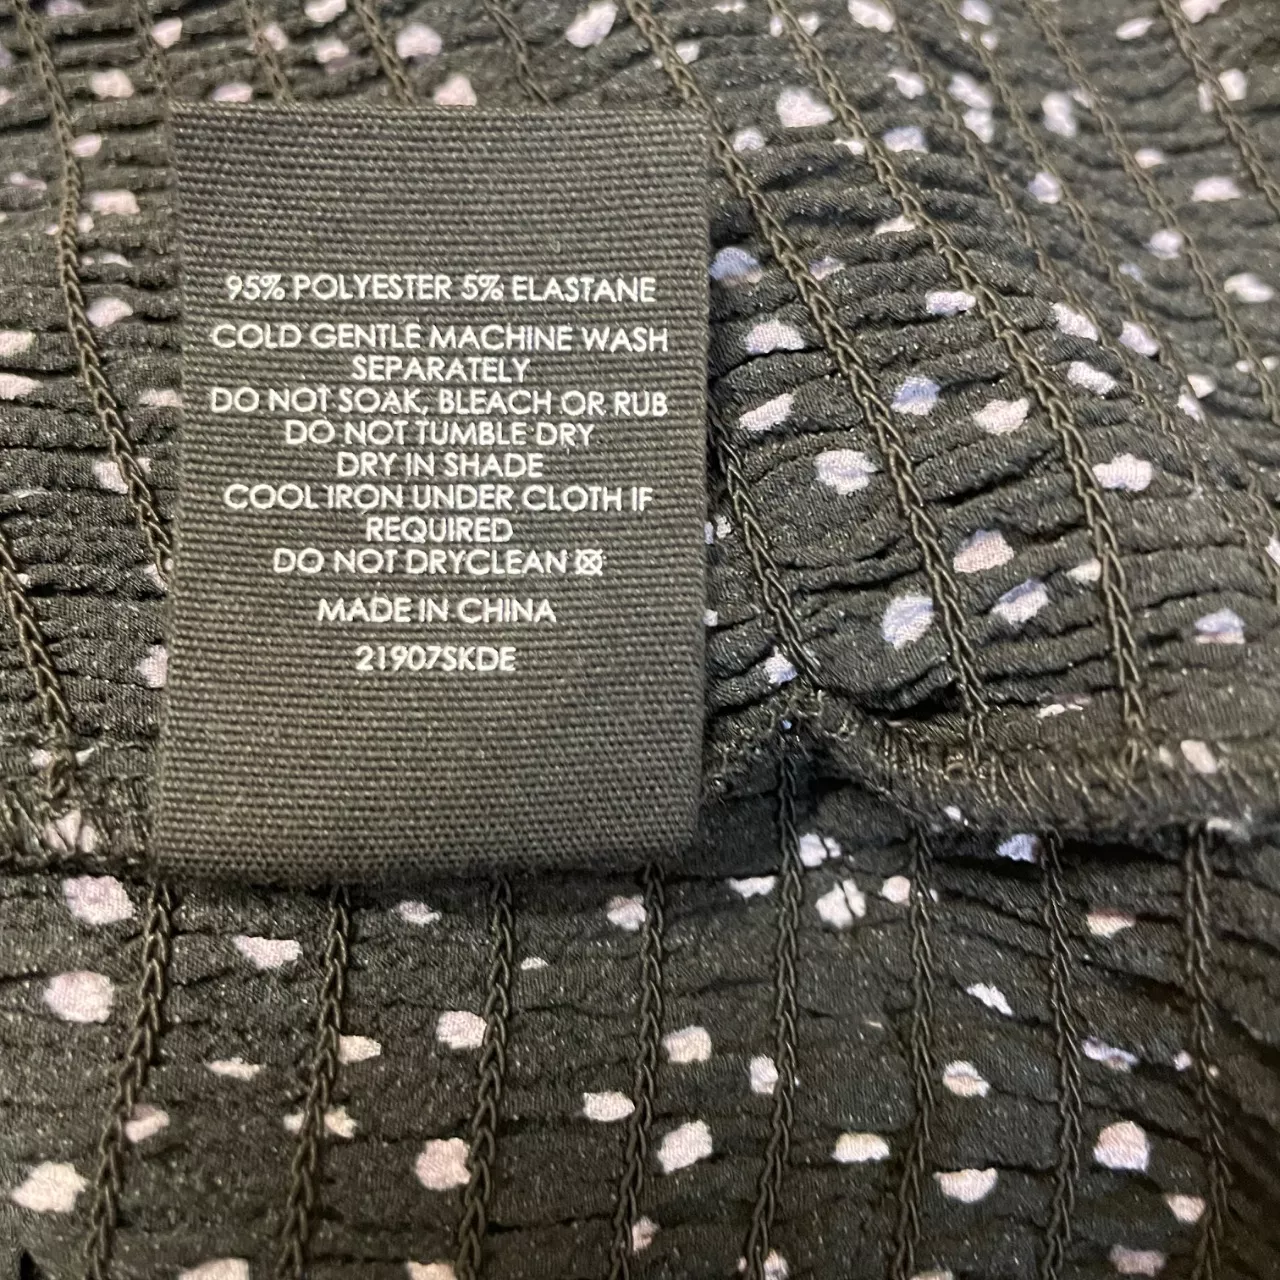 95% POLYESTER 5% ELASTANE
COLD GENTLE MACHINE WASH
SEPARATELY
DO NOT SOAK, BLEACH OR RUB
DO NOT TUMBLE DRY
DRY IN SHADE
COOL IRON UNDER CLOTH IF
REQUIRED
DO NOT DRYCLEAN
MADE IN CHINA
21907SKDE